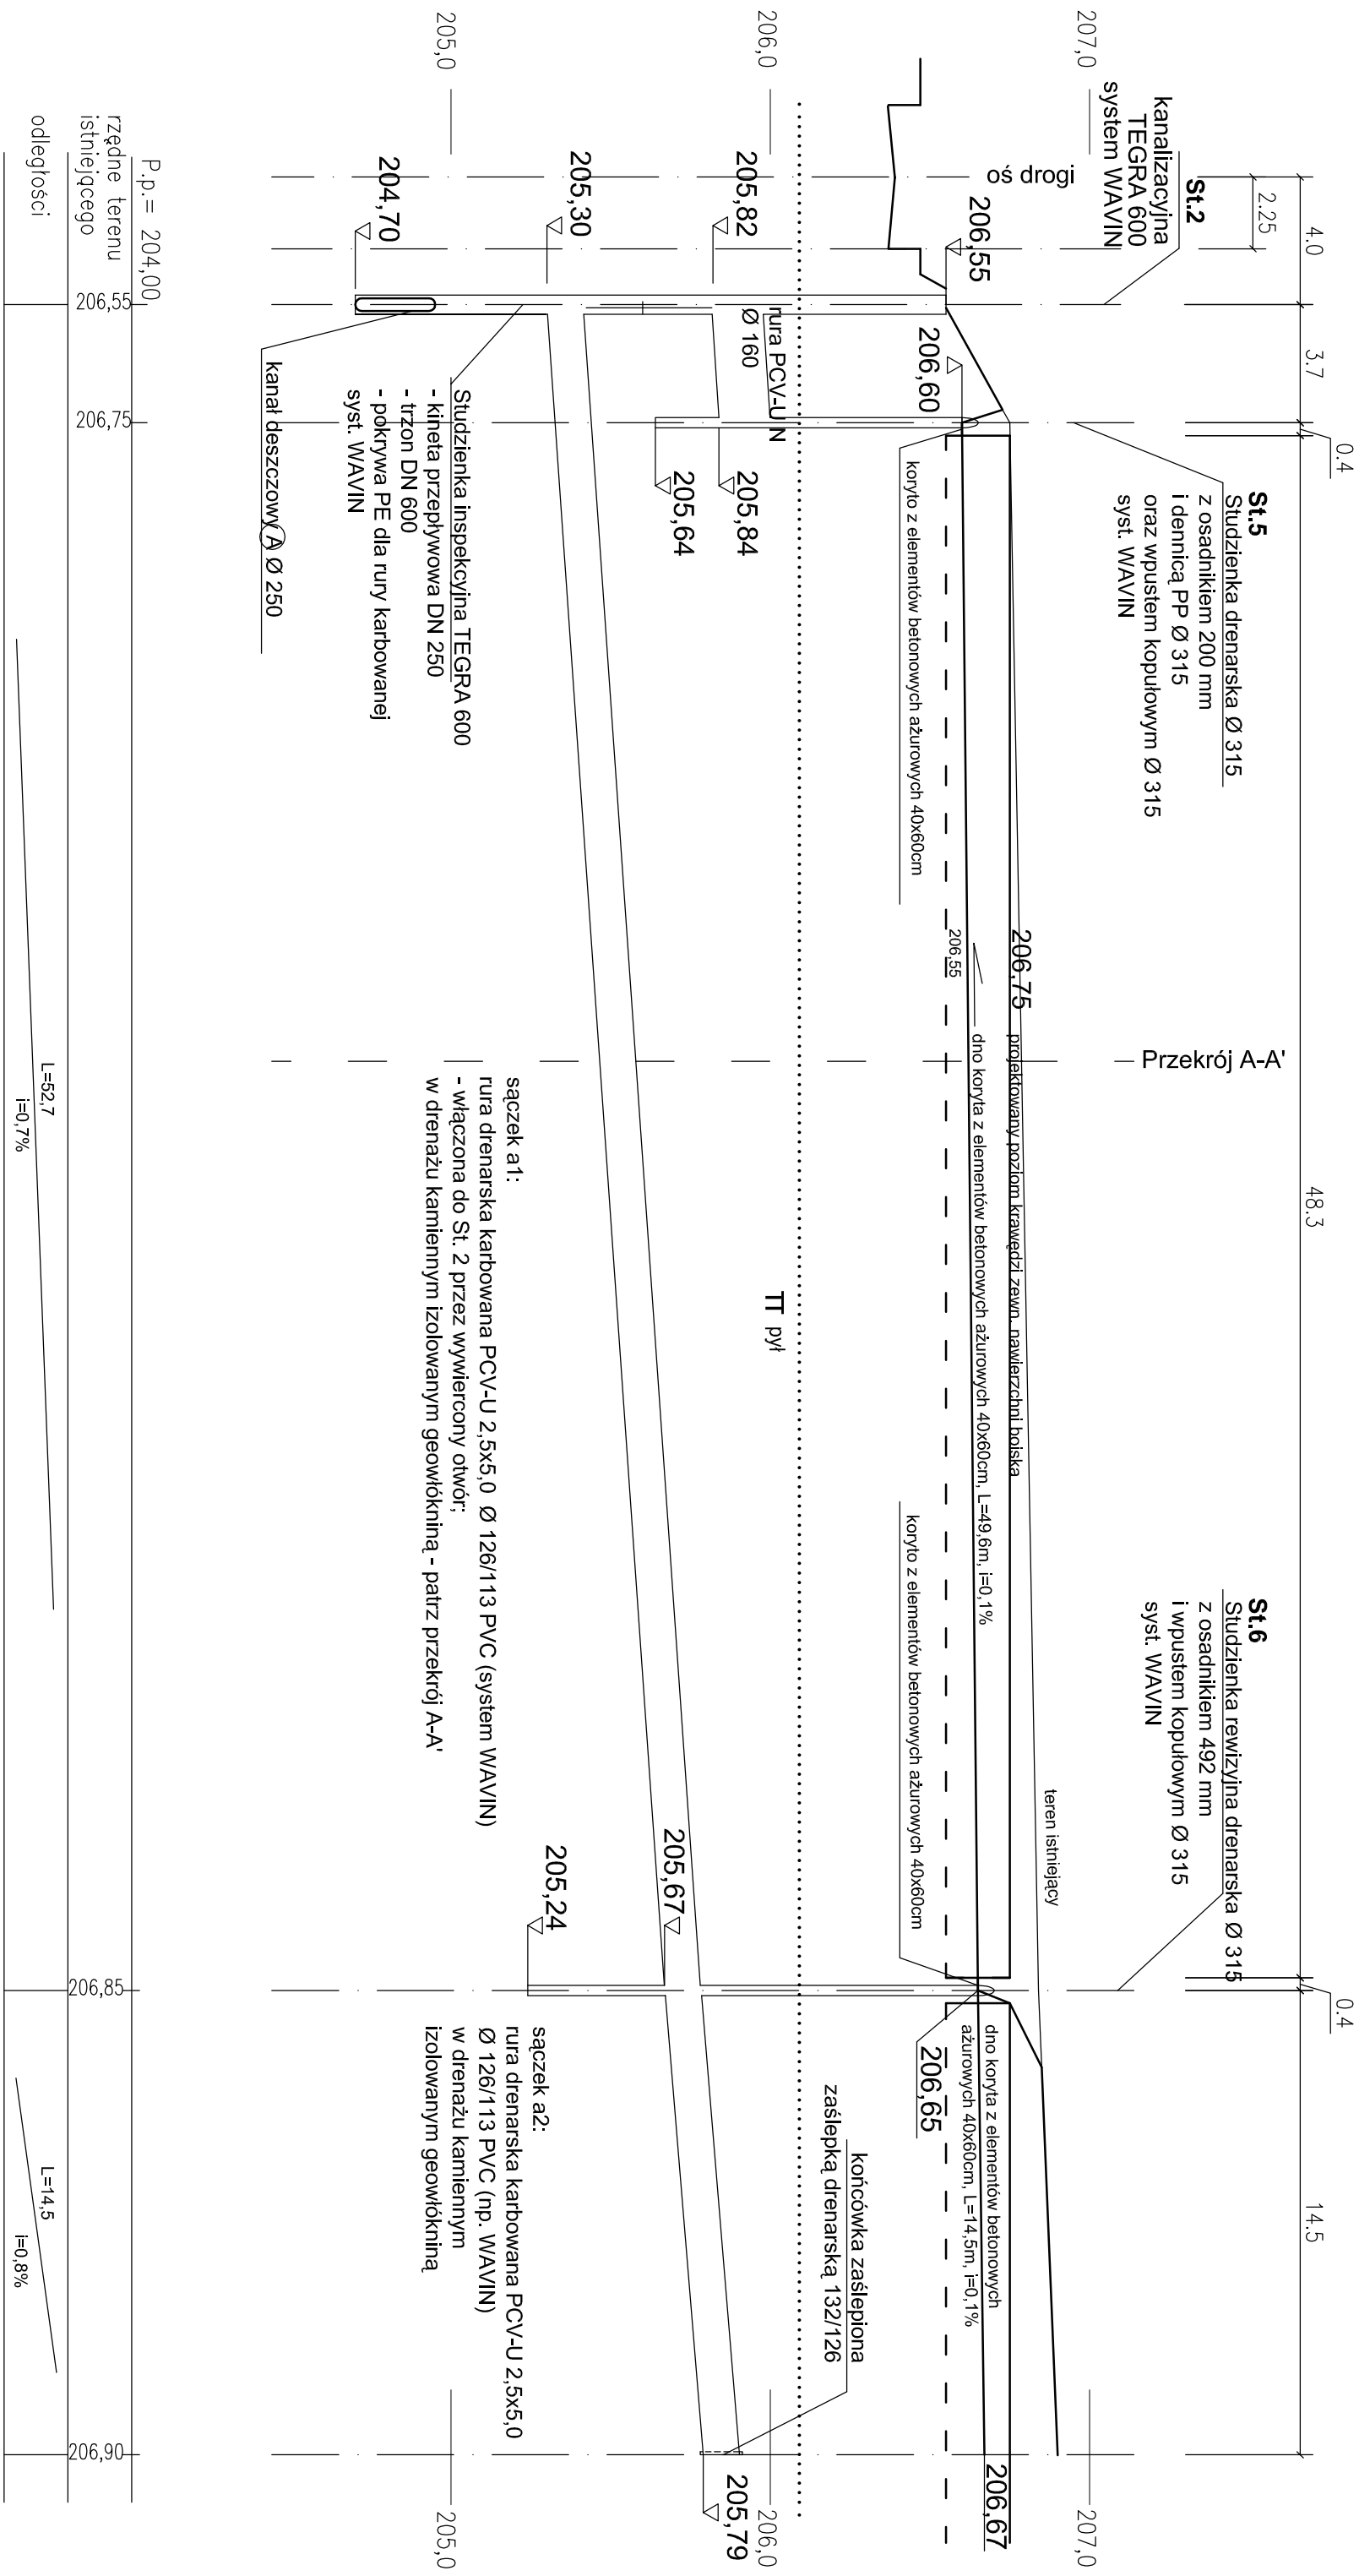 205,0
206,0
207,0
4.0
2.25
3.7
0.4
48.3
0.4
14.5
St.2
kanalizacyjna
TEGRA 600
system WAVIN
St.5
Studzienka drenarska Ø 315
z osadnikiem 200 mm
i dennicą PP Ø 315
oraz wpustem kopułowym Ø 315
syst. WAVIN
Przekrój A-A'
St.6
Studzienka rewizyjna drenarska Ø 315
z osadnikiem 492 mm
i wpustem kopułowym Ø 315
syst. WAVIN
oś drogi
206,55
206,60
206,75
projektowany poziom krawędzi zewn. nawierzchni boiska
206,55
dno koryta z elementów betonowych ażurowych 40x60cm, L=49,6m, i=0,1%
teren istniejący
koryto z elementów betonowych ażurowych 40x60cm
koryto z elementów betonowych ażurowych 40x60cm
206,65
dno koryta z elementów betonowych
ażurowych 40x60cm, L=14,5m, i=0,1%
206,67
205,82
205,30
204,70
rura PCV-U N
Ø 160
205,84
205,64
π pył
końcówka zaślepiona
zaślepką drenarską 132/126
205,79
Studzienka inspekcyjna TEGRA 600
- kineta przepływowa DN 250
- trzon DN 600
- pokrywa PE dla rury karbowanej
syst. WAVIN
kanał deszczowy A Ø 250
sączek a1:
rura drenarska karbowana PCV-U 2,5x5,0 Ø 126/113 PVC (system WAVIN)
- włączona do St. 2 przez wywiercony otwór;
w drenażu kamiennym izolowanym geowłókniną - patrz przekrój A-A'
205,67
205,24
sączek a2:
rura drenarska karbowana PCV-U 2,5x5,0
Ø 126/113 PVC (np. WAVIN)
w drenażu kamiennym
izolowanym geowłókniną
207,0
206,0
205,0
P.p.= 204,00
rzędne terenu
istniejącego
206,55
206,75
206,85
206,90
odległości
L=52,7
i=0,7%
L=14,5
i=0,8%